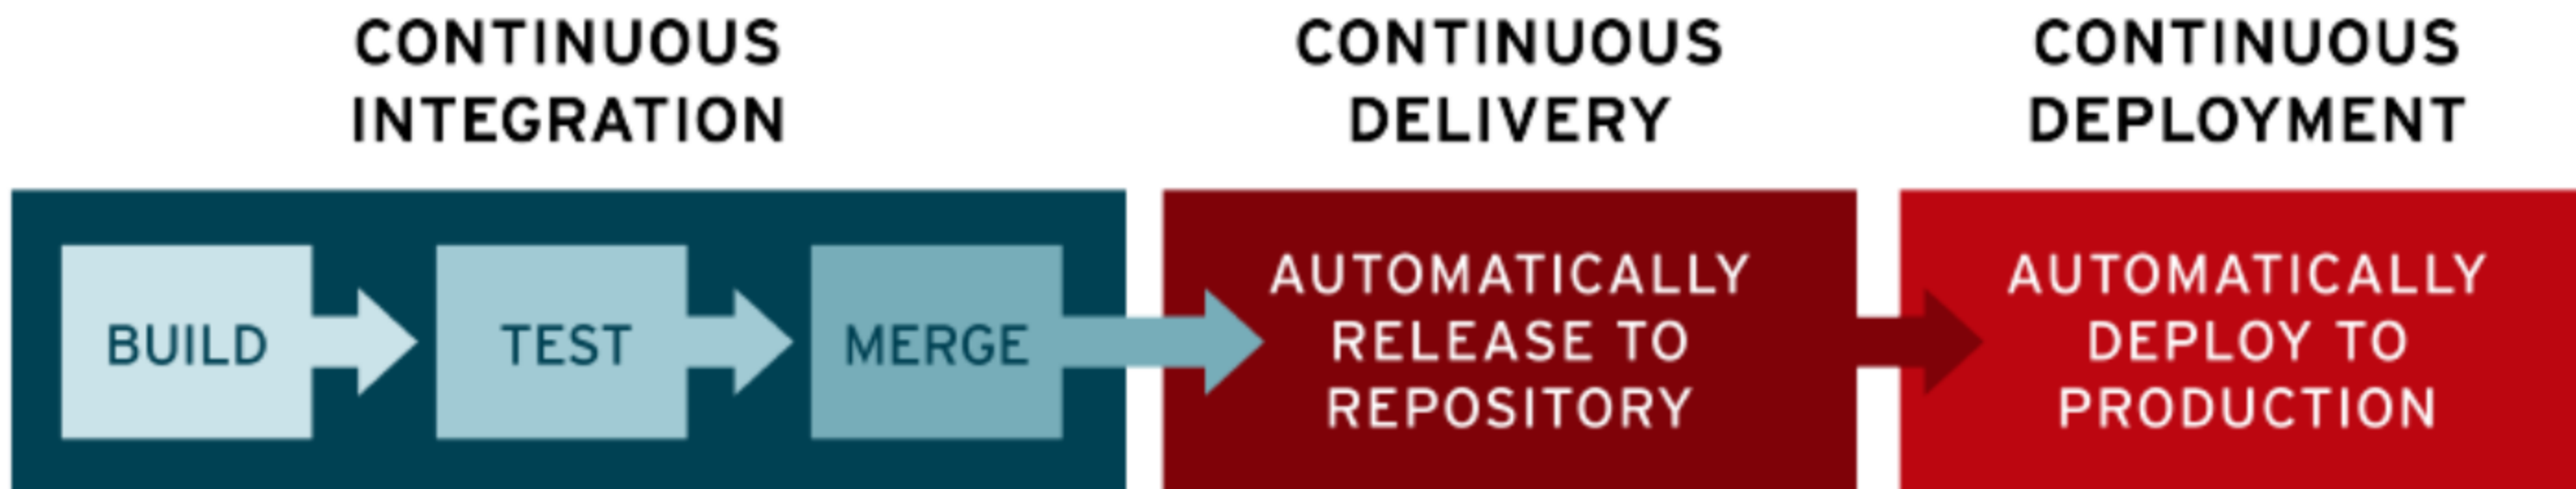 CONTINUOUS
INTEGRATION
CONTINUOUS
DELIVERY
CONTINUOUS
DEPLOYMENT
BUILD
TEST
MERGE
AUTOMATICALLY
RELEASE TO
REPOSITORY
AUTOMATICALLY
DEPLOY TO
PRODUCTION